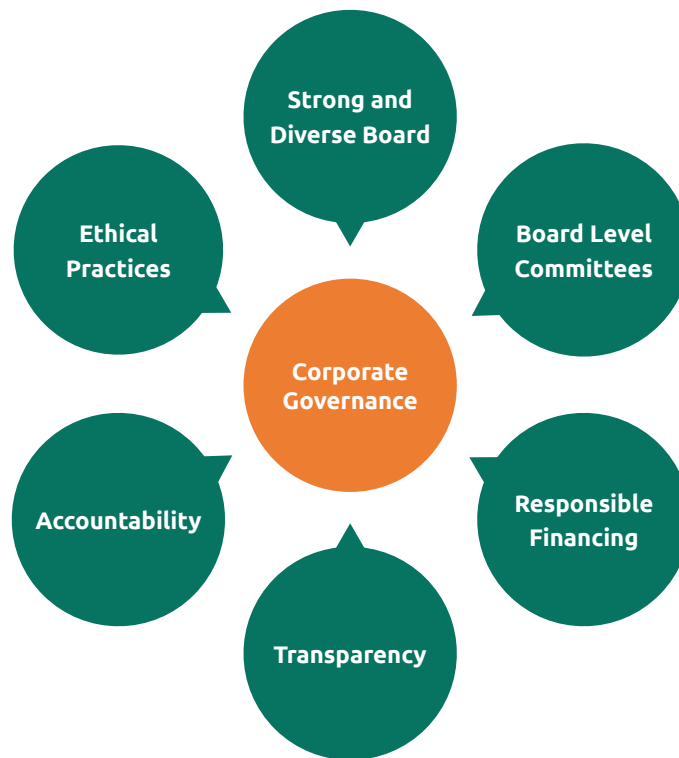 Strong and
Diverse Board
Ethical
Practices
Board Level
Committees
Corporate
Governance
Accountability
Responsible
Financing
Transparency